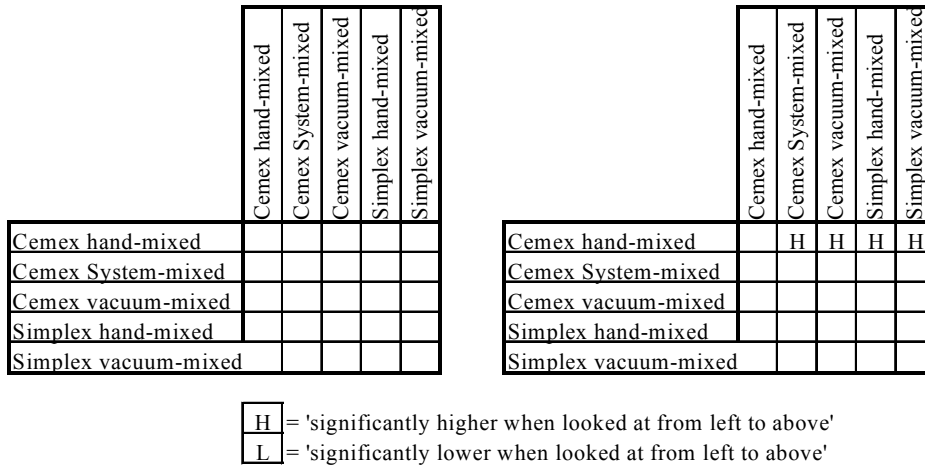 Cemex hand-mixed
Cemex System-mixed
Cemex vacuum-mixed
Simplex hand-mixed
Simplex vacuum-mixed
Cemex hand-mixed
Cemex System-mixed
Cemex vacuum-mixed
Simplex hand-mixed
Simplex vacuum-mixed
Cemex hand-mixed
Cemex System-mixed
Cemex vacuum-mixed
Simplex hand-mixed
Simplex vacuum-mixed
Cemex hand-mixed H H H H
Cemex System-mixed
Cemex vacuum-mixed
Simplex hand-mixed
Simplex vacuum-mixed
H = 'significantly higher when looked at from left to above'
L = 'significantly lower when looked at from left to above'